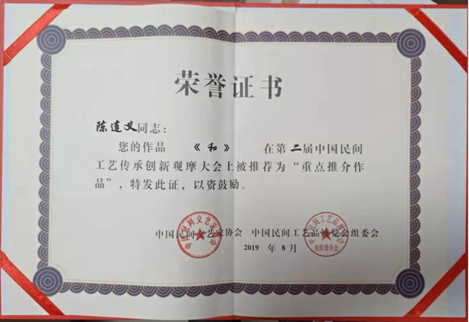 荣誉证书
陈连义同志：
您的作品 《和》 在第二届中国民间
工艺传承创新观摩大会上被推荐为“重点推介作
品”，特发此证，以资鼓励。
中国民间文艺家协会 中国民间工艺品博览会组委会
2019 年 8月